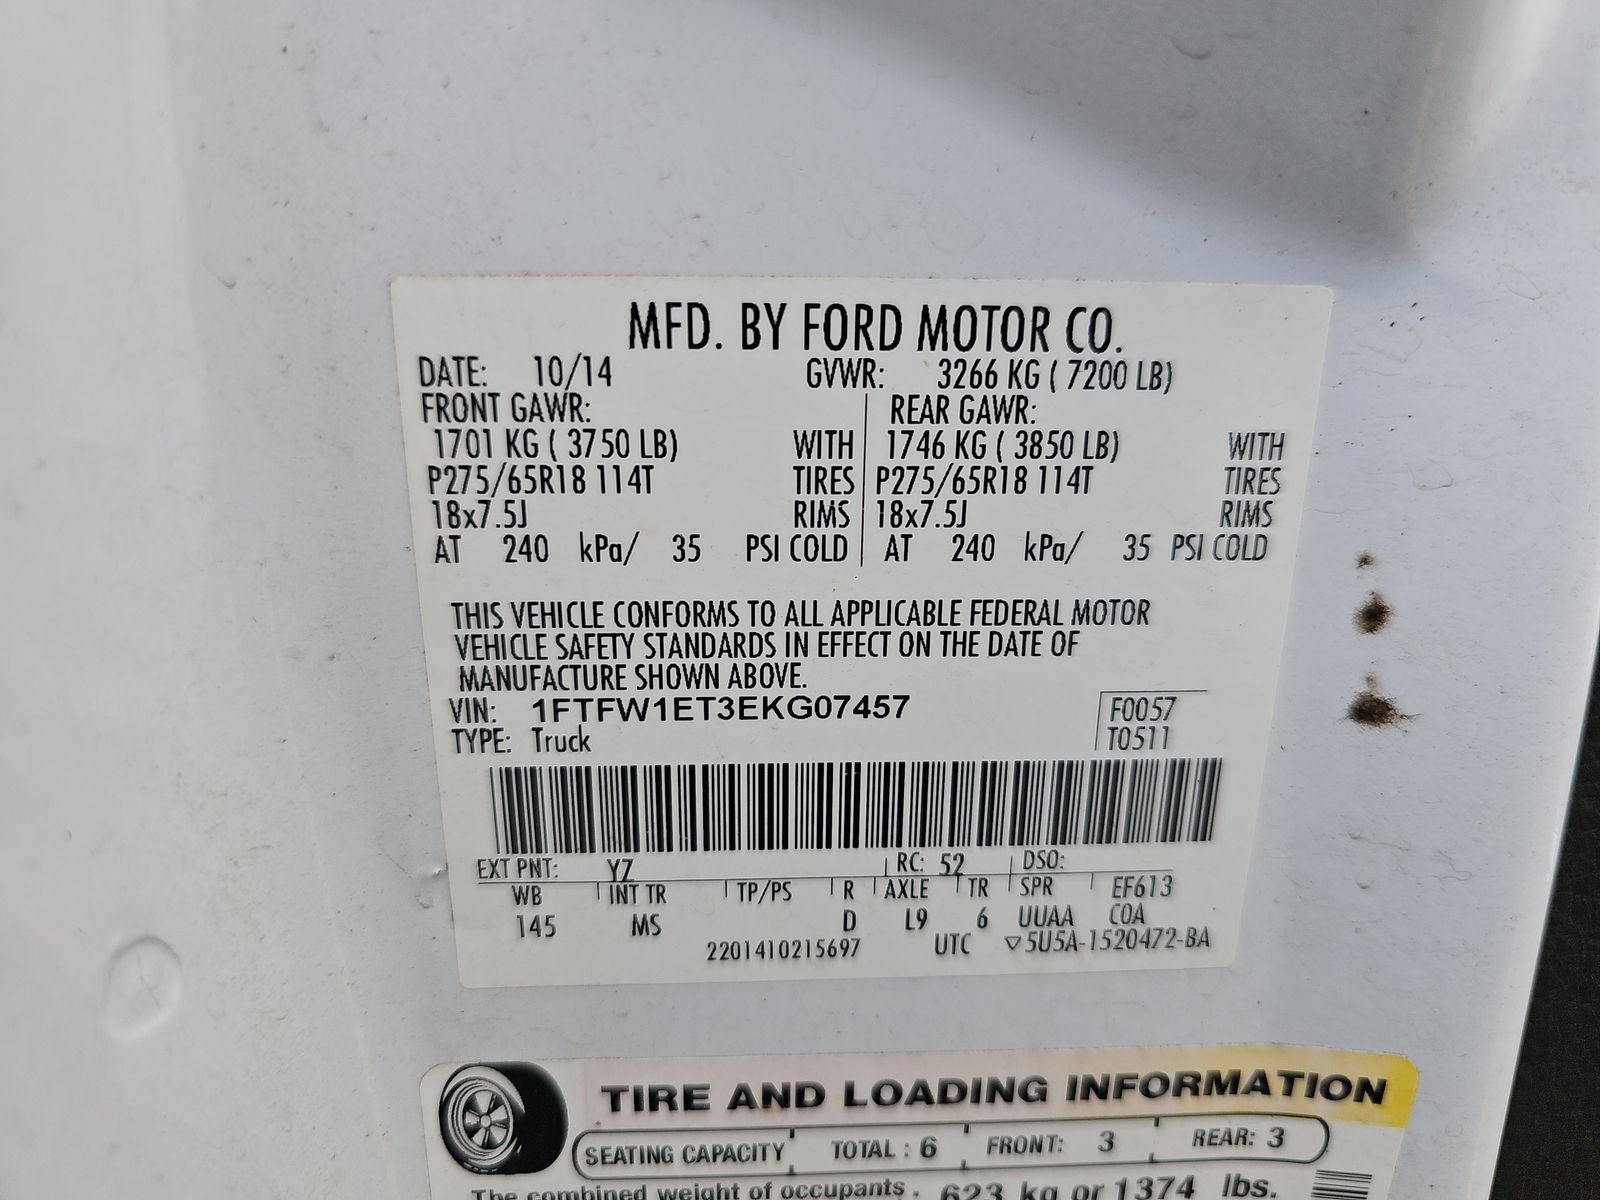 MFD. BY FORD MOTOR CO.
DATE: 10/14 GVWR: 3266 KG ( 7200 LB)
FRONT GAWR: REAR GAWR:
1701 KG ( 3750 LB) WITH 1746 KG ( 3850 LB) WITH
P275/65R18 114T TIRES P275/65R18 114T TIRES
18x7.5J RIMS 18x7.5J RIMS
AT 240 kPa/ 35 PSI COLD AT 240 kPa/ 35 PSI COLD
THIS VEHICLE CONFORMS TO ALL APPLICABLE FEDERAL MOTOR
VEHICLE SAFETY STANDARDS IN EFFECT ON THE DATE OF
MANUFACTURE SHOWN ABOVE.
VIN: 1FTFW1ET3EKG07457 F0057
TYPE: Truck T0511
EXT PNT: YZ RC: 52 DSO:
WB INT TR TP/PS R AXLE TR SPR EF613
145 MS D L9 6 UUAA COA
2201410215697 UTC ▽5U5A-1520472-BA
TIRE AND LOADING INFORMATION
SEATING CAPACITY TOTAL : 6 FRONT: 3 REAR: 3
The combined weight of occupants . 623 kg or 1374 lbs.